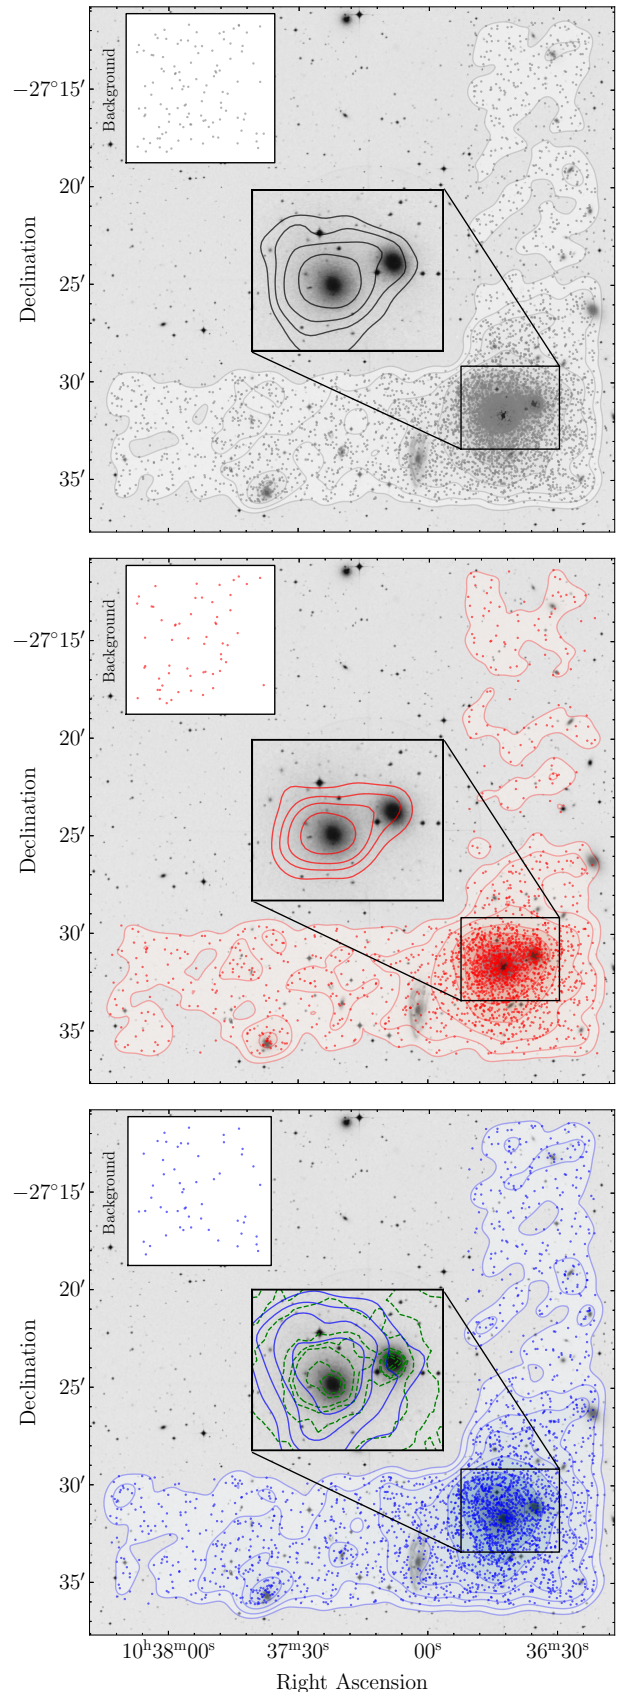 Background
−27°15′
20′
25′
30′
35′
Declination
Background
−27°15′
20′
25′
30′
35′
Declination
Background
−27°15′
20′
25′
30′
35′
Declination
10ʰ38ᵐ00ˢ 37ᵐ30ˢ 00ˢ 36ᵐ30ˢ
Right Ascension